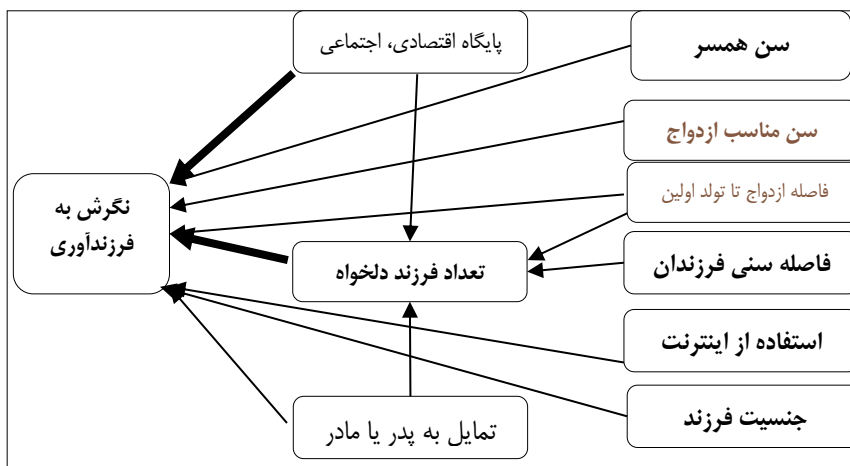 سن همسر
پایگاه اقتصادی، اجتماعی
سن مناسب ازدواج
فاصله ازدواج تا تولد اولین
نگرش به
فرزندآوری
فاصله سنی فرزندان
تعداد فرزند دلخواه
استفاده از اینترنت
جنسیت فرزند
تمایل به پدر یا مادر